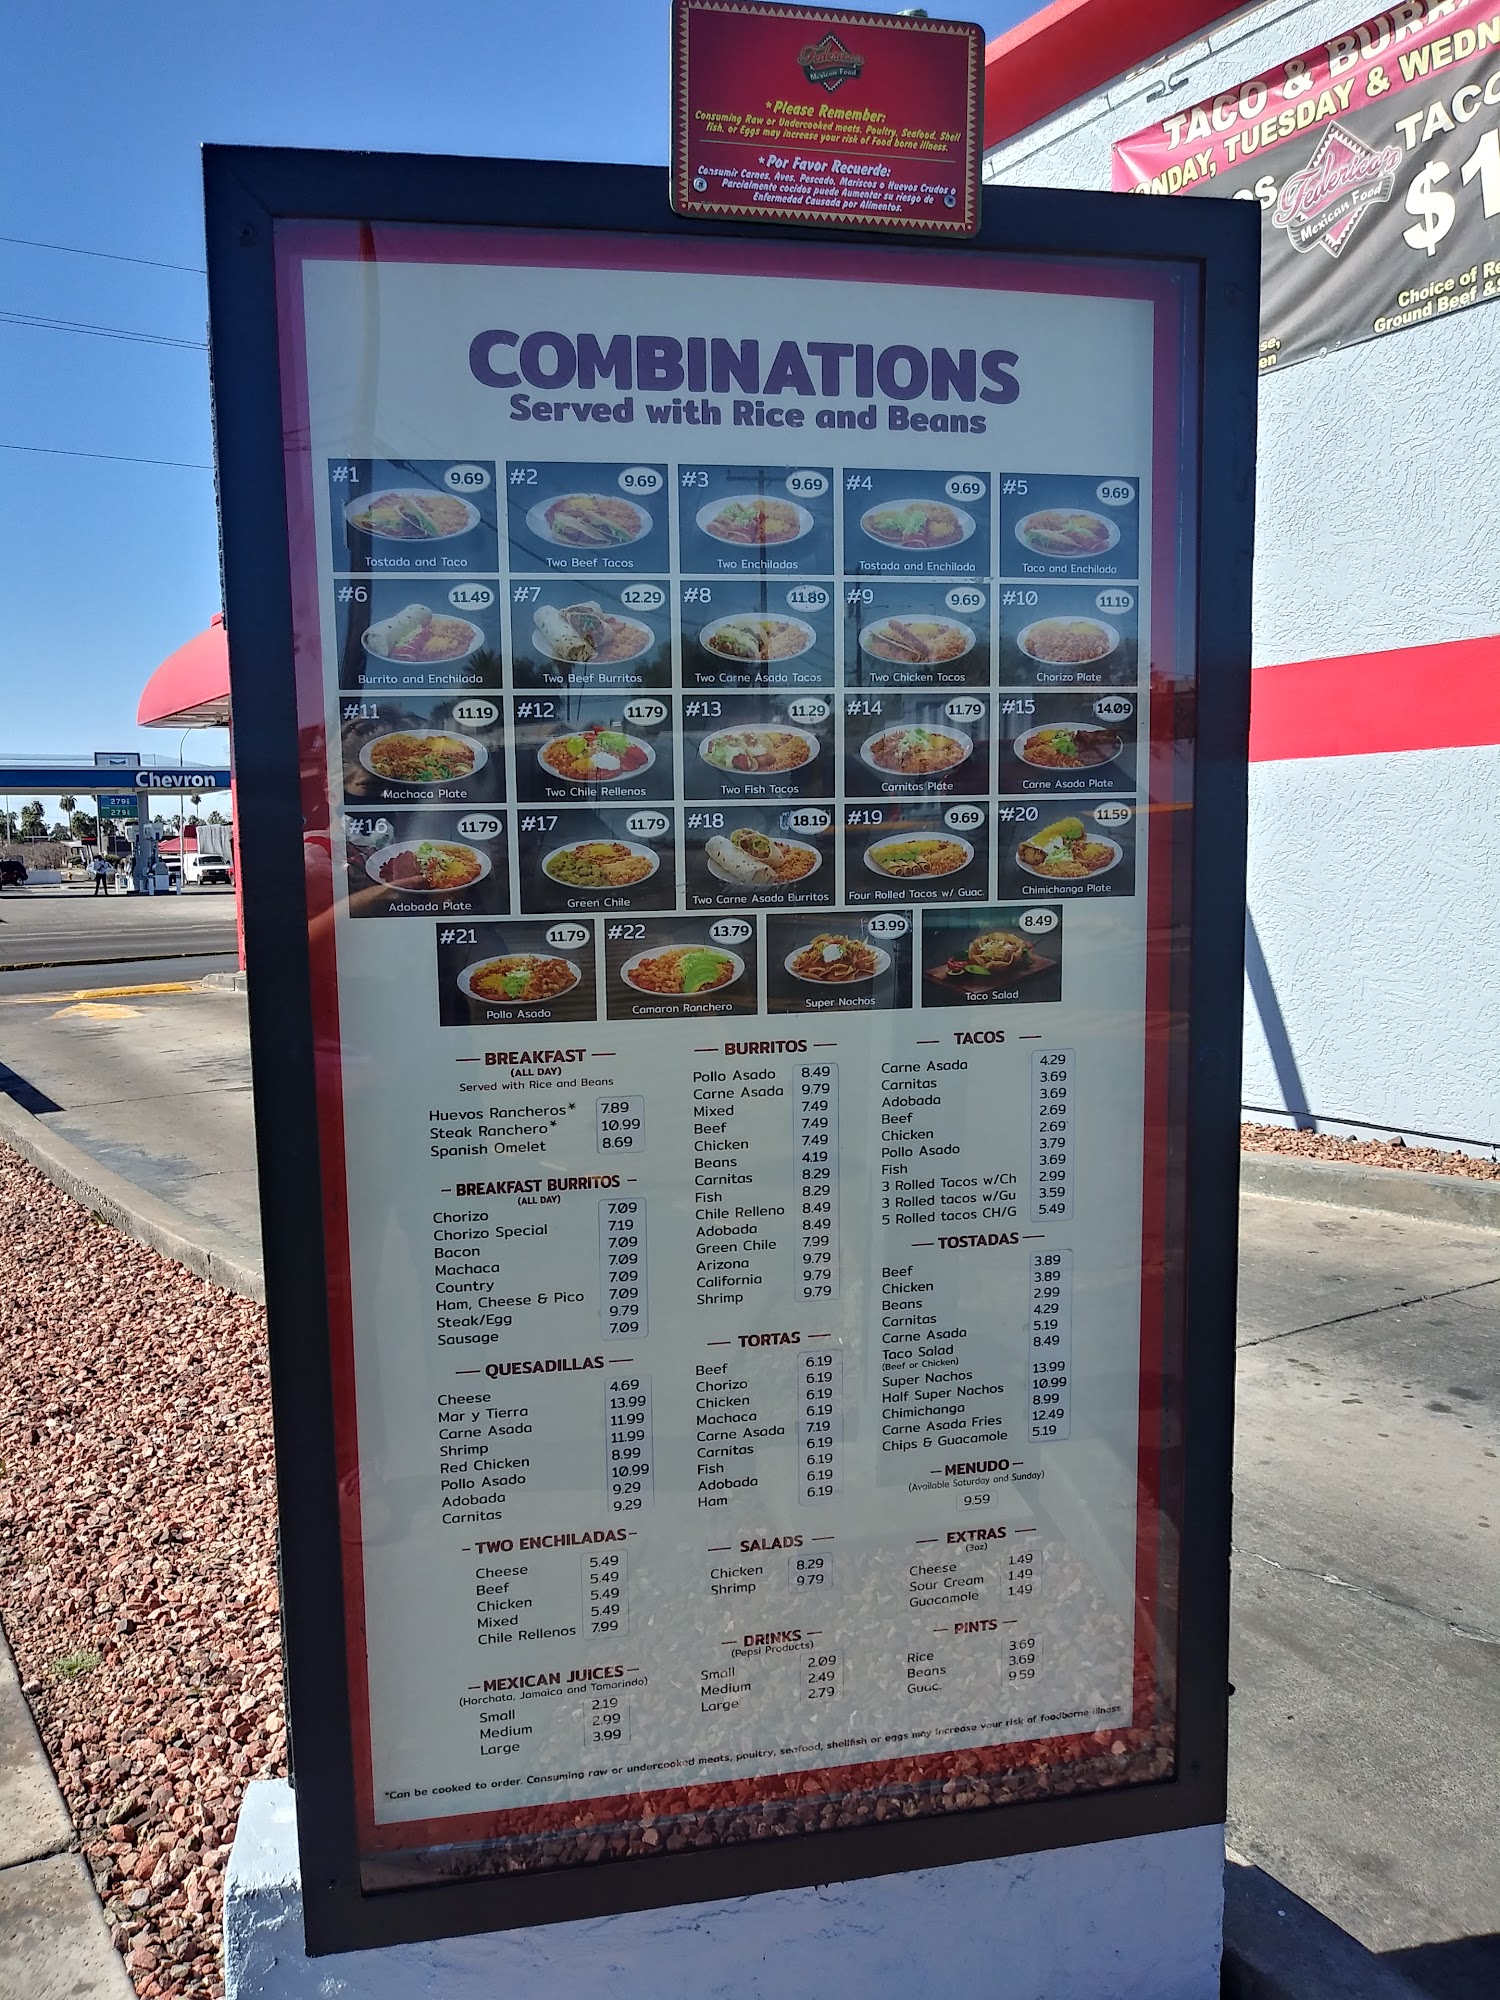 Federico's
Mexican Food
*Please Remember:
Consuming Raw or Undercooked meats, Poultry, Seafood, Shell
fish, or Eggs may increase your risk of Food borne illness.
*Por Favor Recuerde:
Consumir Carnes, Aves, Pescado, Mariscos o Huevos Crudos o
Parcialmente cocidos puede Aumentar su riesgo de
Enfermedad Causada por Alimentos.
TACO & BURR
ONDAY, TUESDAY & WEDN
OS
Federico's
Mexican Food
TACO
$1
Choice of Re
Ground Beef &
se,
en
Chevron
2791
2791
COMBINATIONS
Served with Rice and Beans
#1 9.69
Tostada and Taco
#2 9.69
Two Beef Tacos
#3 9.69
Two Enchiladas
#4 9.69
Tostada and Enchilada
#5 9.69
Taco and Enchilada
#6 11.49
Burrito and Enchilada
#7 12.29
Two Beef Burritos
#8 11.89
Two Carne Asada Tacos
#9 9.69
Two Chicken Tacos
#10 11.19
Chorizo Plate
#11 11.19
Machaca Plate
#12 11.79
Two Chile Rellenos
#13 11.29
Two Fish Tacos
#14 11.79
Carnitas Plate
#15 14.09
Carne Asada Plate
#16 11.79
Adobada Plate
#17 11.79
Green Chile
#18 18.19
Two Carne Asada Burritos
#19 9.69
Four Rolled Tacos w/ Guac.
#20 11.59
Chimichanga Plate
#21 11.79
Pollo Asado
#22 13.79
Camaron Ranchero
13.99
Super Nachos
8.49
Taco Salad
BREAKFAST
(ALL DAY)
Served with Rice and Beans
Huevos Rancheros* 7.89
Steak Ranchero* 10.99
Spanish Omelet 8.69
BREAKFAST BURRITOS
(ALL DAY)
Chorizo 7.09
Chorizo Special 7.19
Bacon 7.09
Machaca 7.09
Country 7.09
Ham, Cheese & Pico 7.09
Steak/Egg 9.79
Sausage 7.09
QUESADILLAS
Cheese 4.69
Mar y Tierra 13.99
Carne Asada 11.99
Shrimp 11.99
Red Chicken 8.99
Pollo Asado 10.99
Adobada 9.29
Carnitas 9.29
TWO ENCHILADAS
Cheese 5.49
Beef 5.49
Chicken 5.49
Mixed 5.49
Chile Rellenos 7.99
MEXICAN JUICES
(Horchata, Jamaica and Tamarindo)
Small 2.19
Medium 2.99
Large 3.99
BURRITOS
Pollo Asado 8.49
Carne Asada 9.79
Mixed 7.49
Beef 7.49
Chicken 7.49
Beans 4.19
Carnitas 8.29
Fish 8.29
Chile Relleno 8.49
Adobada 8.49
Green Chile 7.99
Arizona 9.79
California 9.79
Shrimp 9.79
TORTAS
Beef 6.19
Chorizo 6.19
Chicken 6.19
Machaca 6.19
Carne Asada 7.19
Carnitas 6.19
Fish 6.19
Adobada 6.19
Ham 6.19
SALADS
Chicken 8.29
Shrimp 9.79
DRINKS
(Pepsi Products)
Small 2.09
Medium 2.49
Large 2.79
TACOS
Carne Asada 4.29
Carnitas 3.69
Adobada 3.69
Beef 2.69
Chicken 2.69
Pollo Asado 3.79
Fish 3.69
3 Rolled Tacos w/Ch 2.99
3 Rolled tacos w/Gu 3.59
5 Rolled tacos CH/G 5.49
TOSTADAS
Beef 3.89
Chicken 3.89
Beans 2.99
Carnitas 4.29
Carne Asada 5.19
Taco Salad 8.49
(Beef or Chicken)
Super Nachos 13.99
Half Super Nachos 10.99
Chimichanga 8.99
Carne Asada Fries 12.49
Chips & Guacamole 5.19
MENUDO
(Available Saturday and Sunday)
9.59
EXTRAS
(3oz)
Cheese 1.49
Sour Cream 1.49
Guacamole 1.49
PINTS
Rice 3.69
Beans 3.69
Guac. 9.59
*Can be cooked to order. Consuming raw or undercooked meats, poultry, seafood, shellfish or eggs may increase your risk of foodborne illness